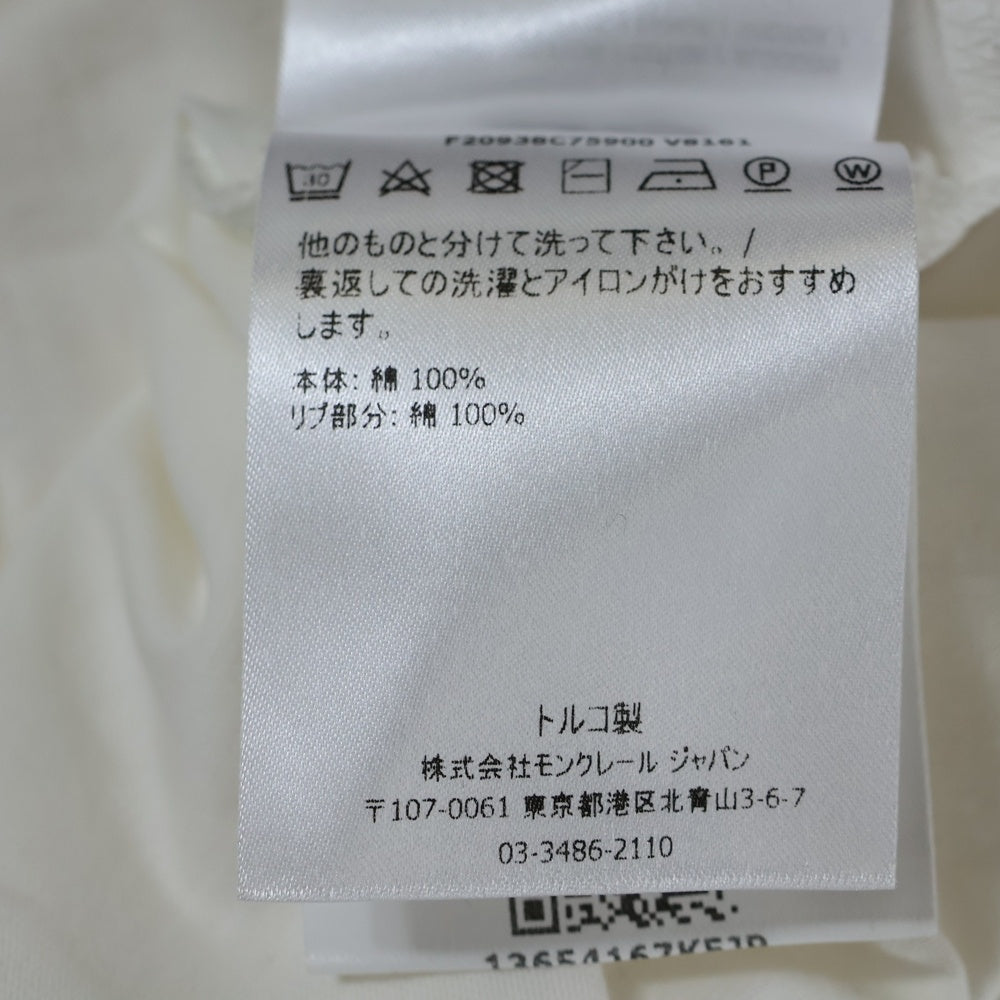 40
P
W
他のものと分けて洗って下さい。/
裏返しての洗濯とアイロンがけをおすすめ
します。
本体: 綿 100%
リブ部分: 綿 100%
トルコ製
株式会社モンクレール ジャパン
〒107-0061 東京都港区北青山3-6-7
03-3486-2110